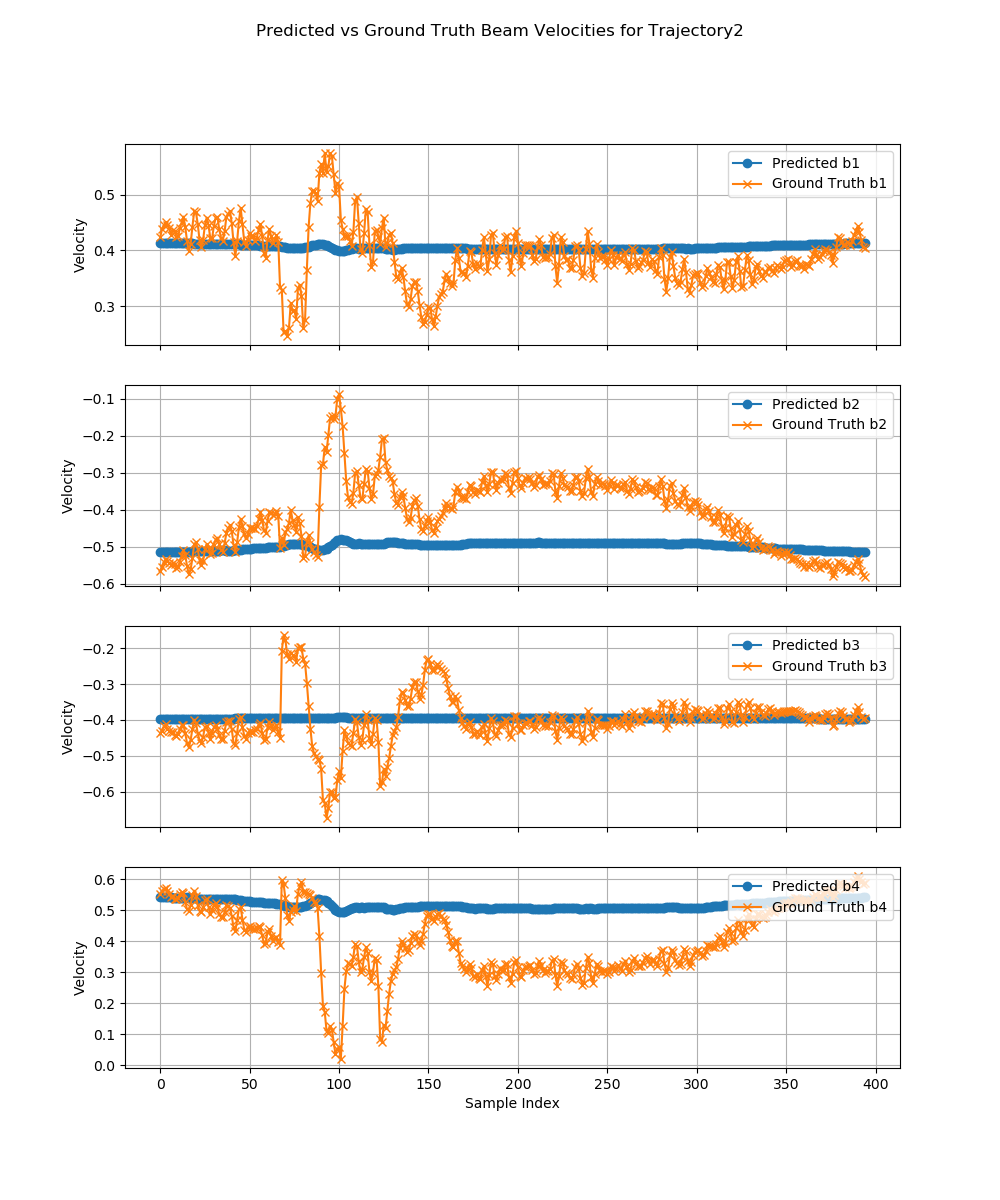 Predicted vs Ground Truth Beam Velocities for Trajectory2
Predicted b1
Ground Truth b1
Velocity
0.5
0.4
0.3
Predicted b2
Ground Truth b2
Velocity
−0.1
−0.2
−0.3
−0.4
−0.5
−0.6
Predicted b3
Ground Truth b3
Velocity
−0.2
−0.3
−0.4
−0.5
−0.6
Predicted b4
Ground Truth b4
Velocity
0.6
0.5
0.4
0.3
0.2
0.1
0.0
0 50 100 150 200 250 300 350 400
Sample Index